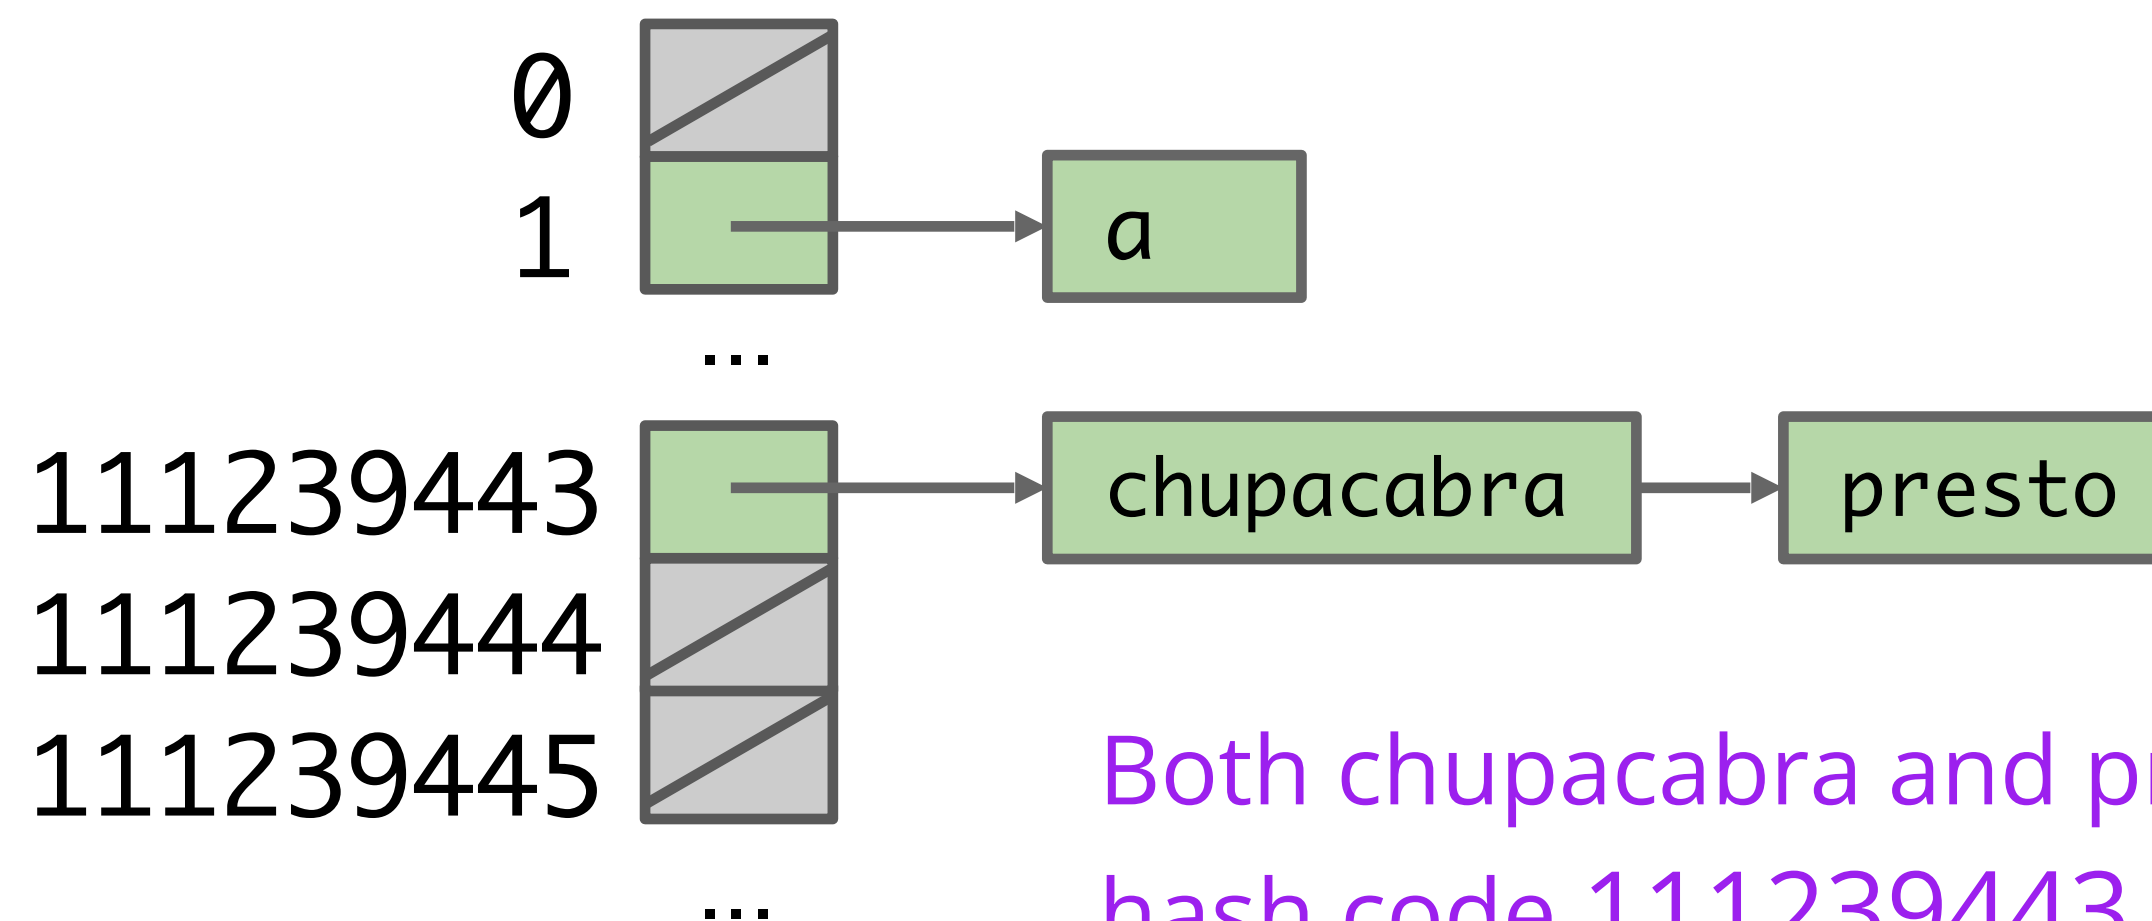 0
1 a
...
111239443 chupacabra presto
111239444
111239445
Both chupacabra and
hash code 111239443
...